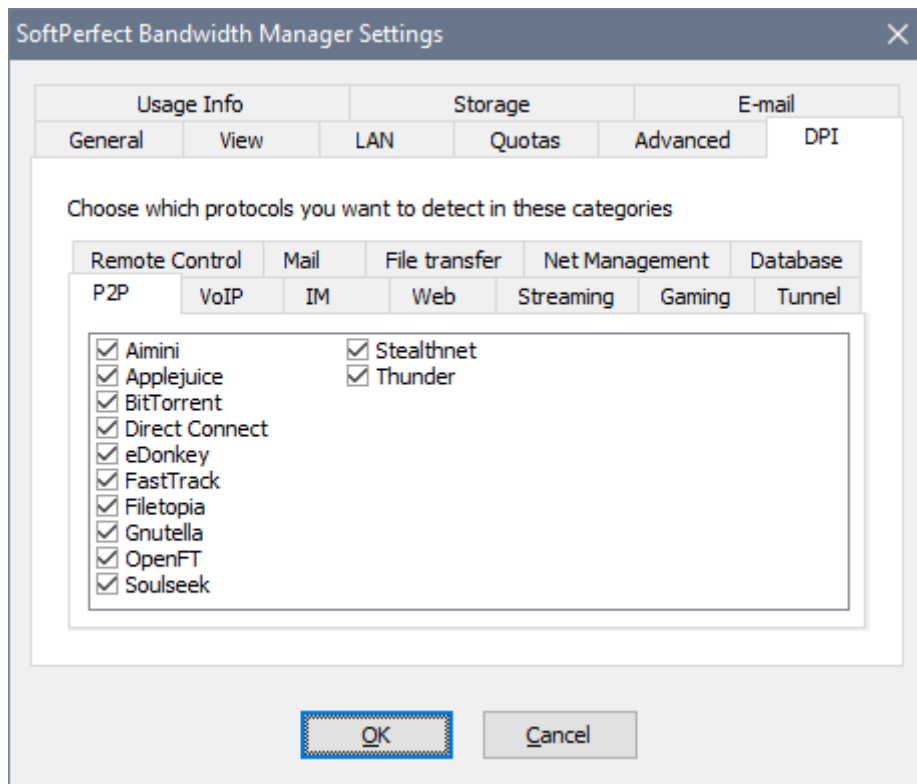 SoftPerfect Bandwidth Manager Settings
Usage Info Storage E-mail
General View LAN Quotas Advanced DPI
Choose which protocols you want to detect in these categories
Remote Control Mail File transfer Net Management Database
P2P VoIP IM Web Streaming Gaming Tunnel
Aimini Stealthnet
Applejuice Thunder
BitTorrent
Direct Connect
eDonkey
FastTrack
Filetopia
Gnutella
OpenFT
Soulseek
OK Cancel